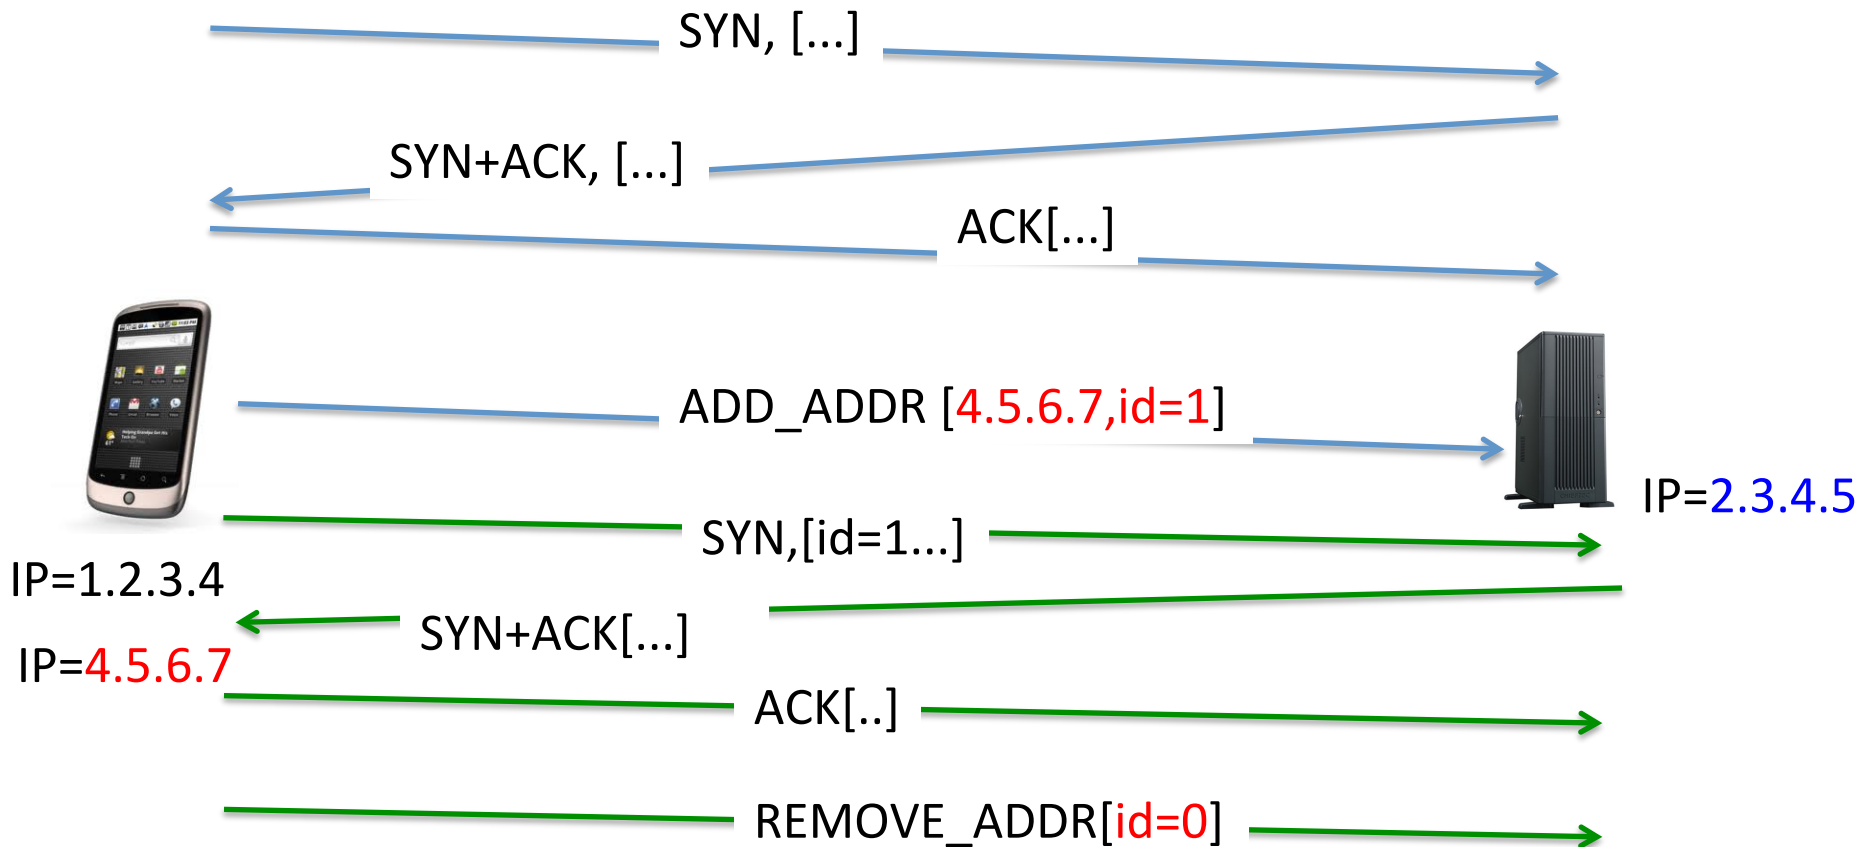 SYN, [...]
SYN+ACK, [...]
ACK[...]
ADD_ADDR [4.5.6.7,id=1]
IP=2.3.4.5
SYN,[id=1...]
IP=1.2.3.4
SYN+ACK[...]
IP=4.5.6.7
ACK[..]
REMOVE_ADDR[id=0]